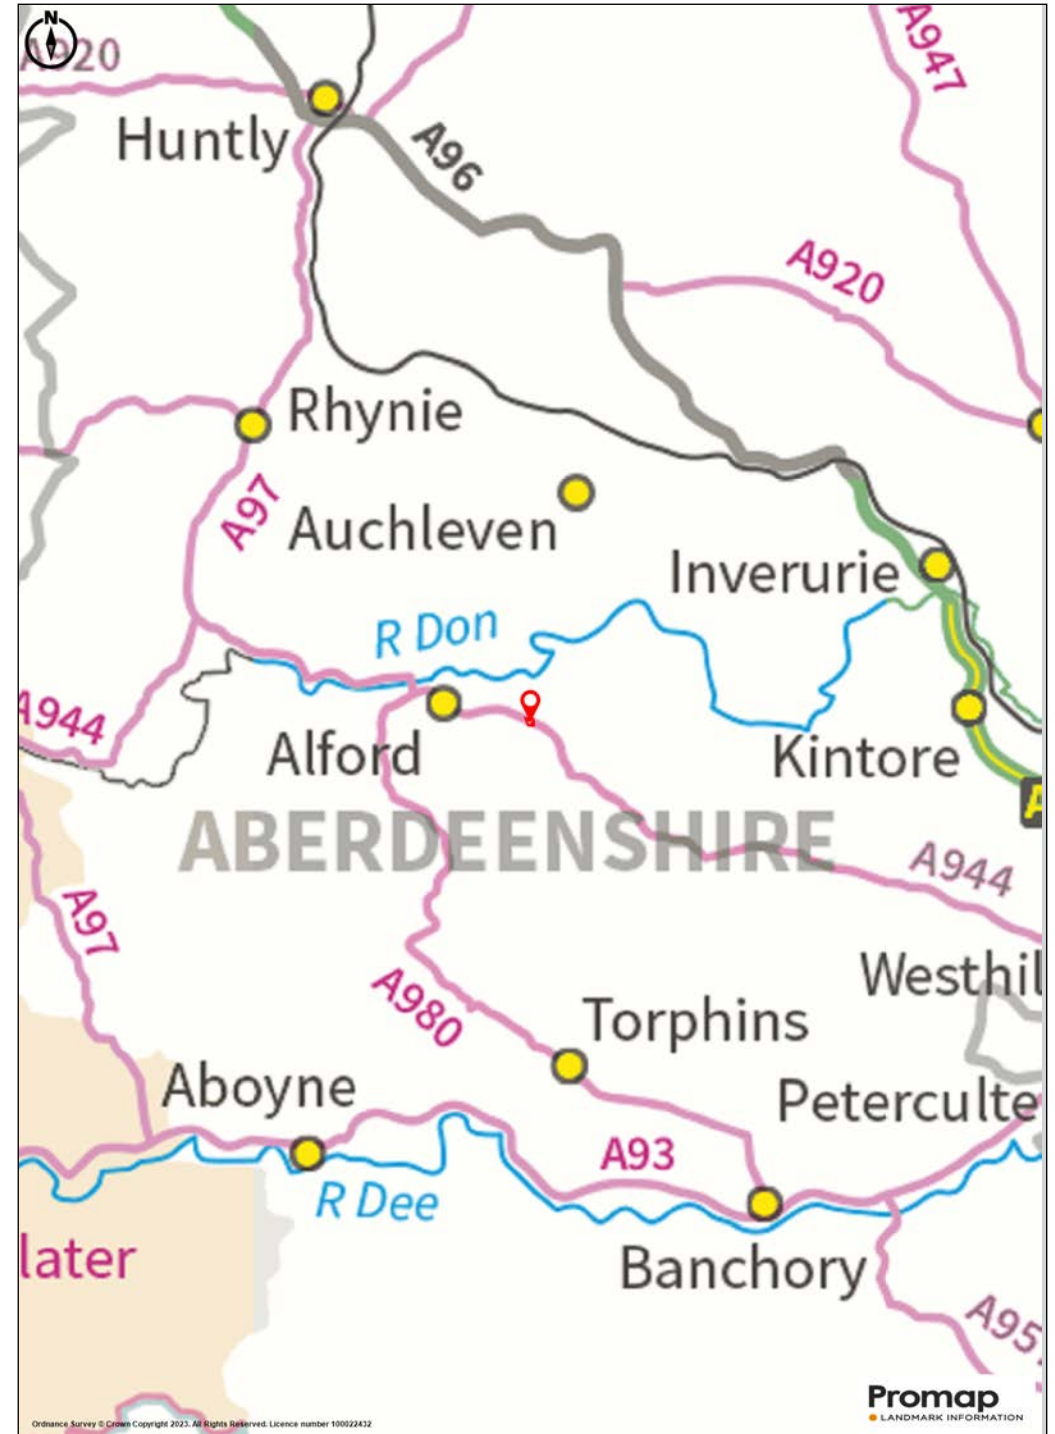 N
A920
A947
Huntly
A96
A920
Rhynie
A97
Auchleven
Inverurie
R Don
A944
Alford
Kintore
A
ABERDEENSHIRE
A944
A97
Westhil
A980
Torphins
Aboyne
Peterculte
A93
R Dee
later
Banchory
A95
Promap
LANDMARK INFORMATION
Ordnance Survey © Crown Copyright 2023. All Rights Reserved. Licence number 100022432